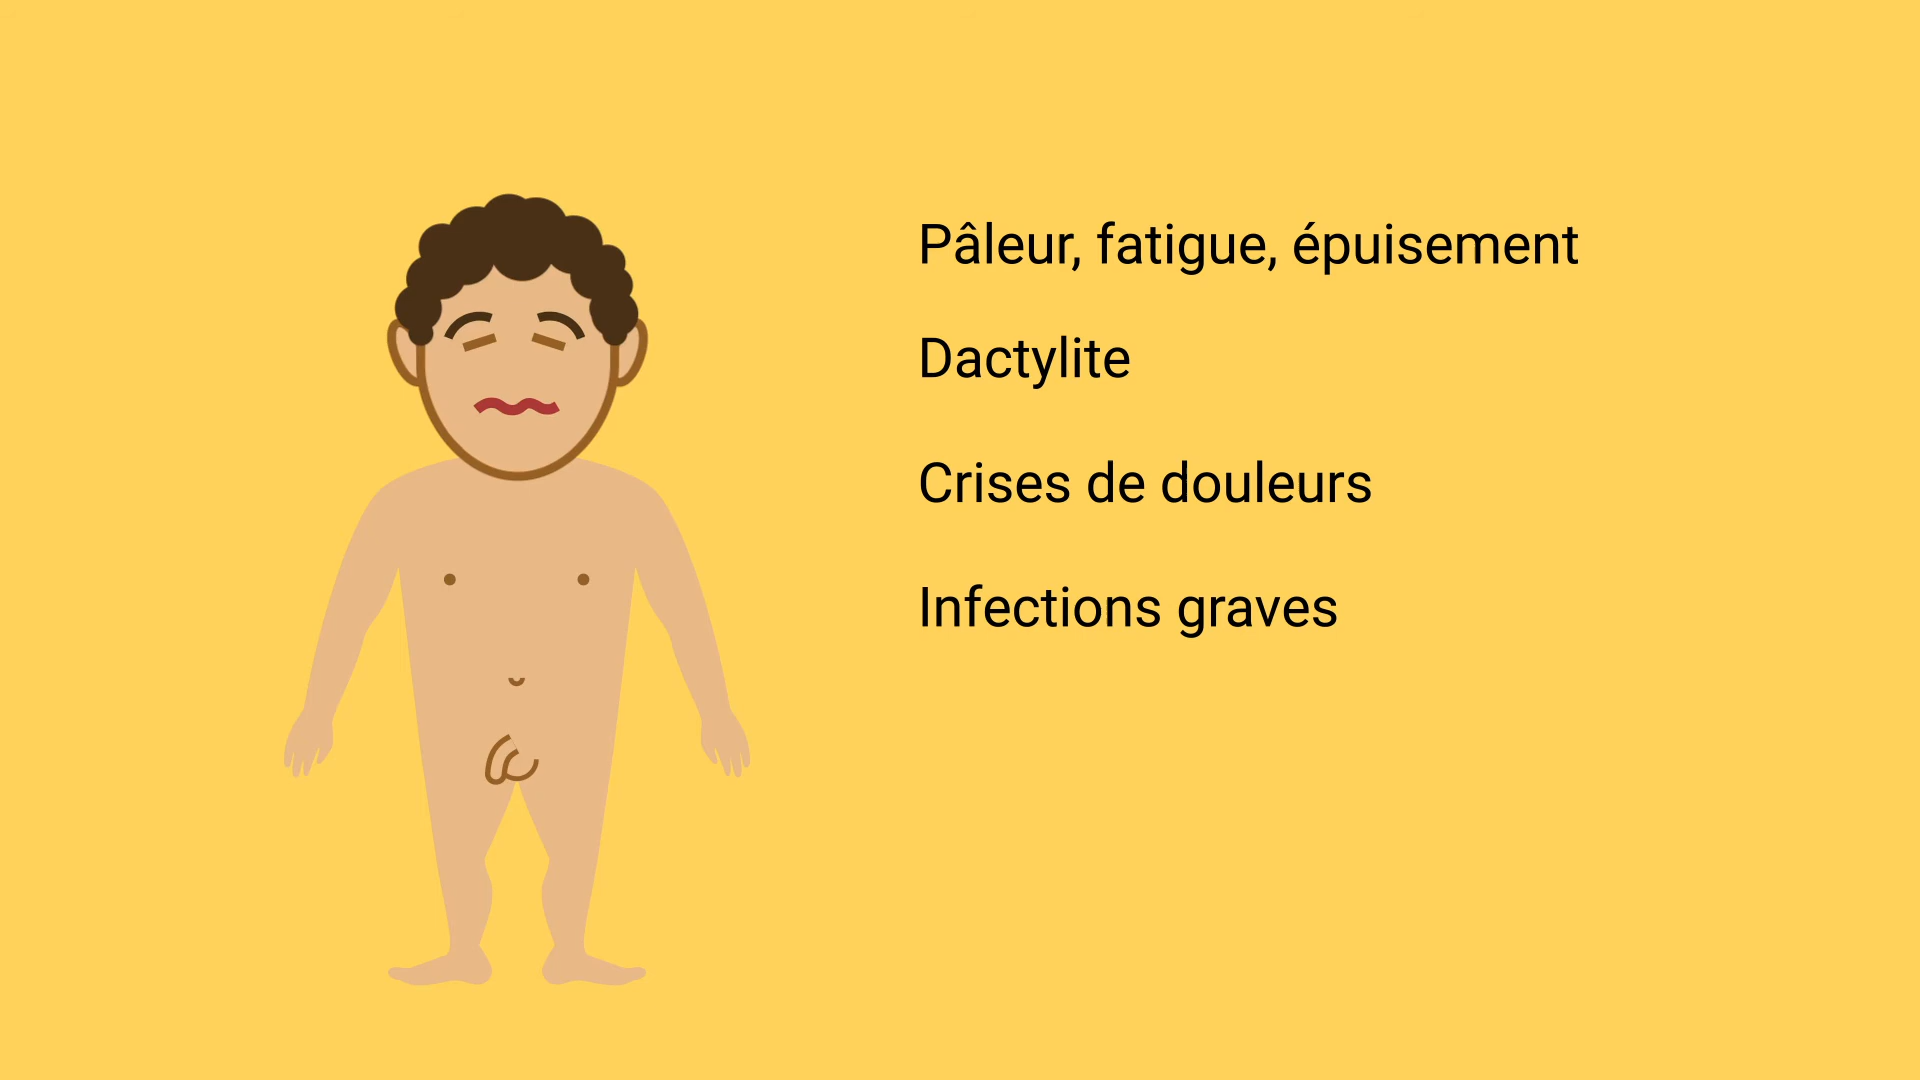 Pâleur, fatigue, épuisement
Dactylite
Crises de douleurs
Infections graves